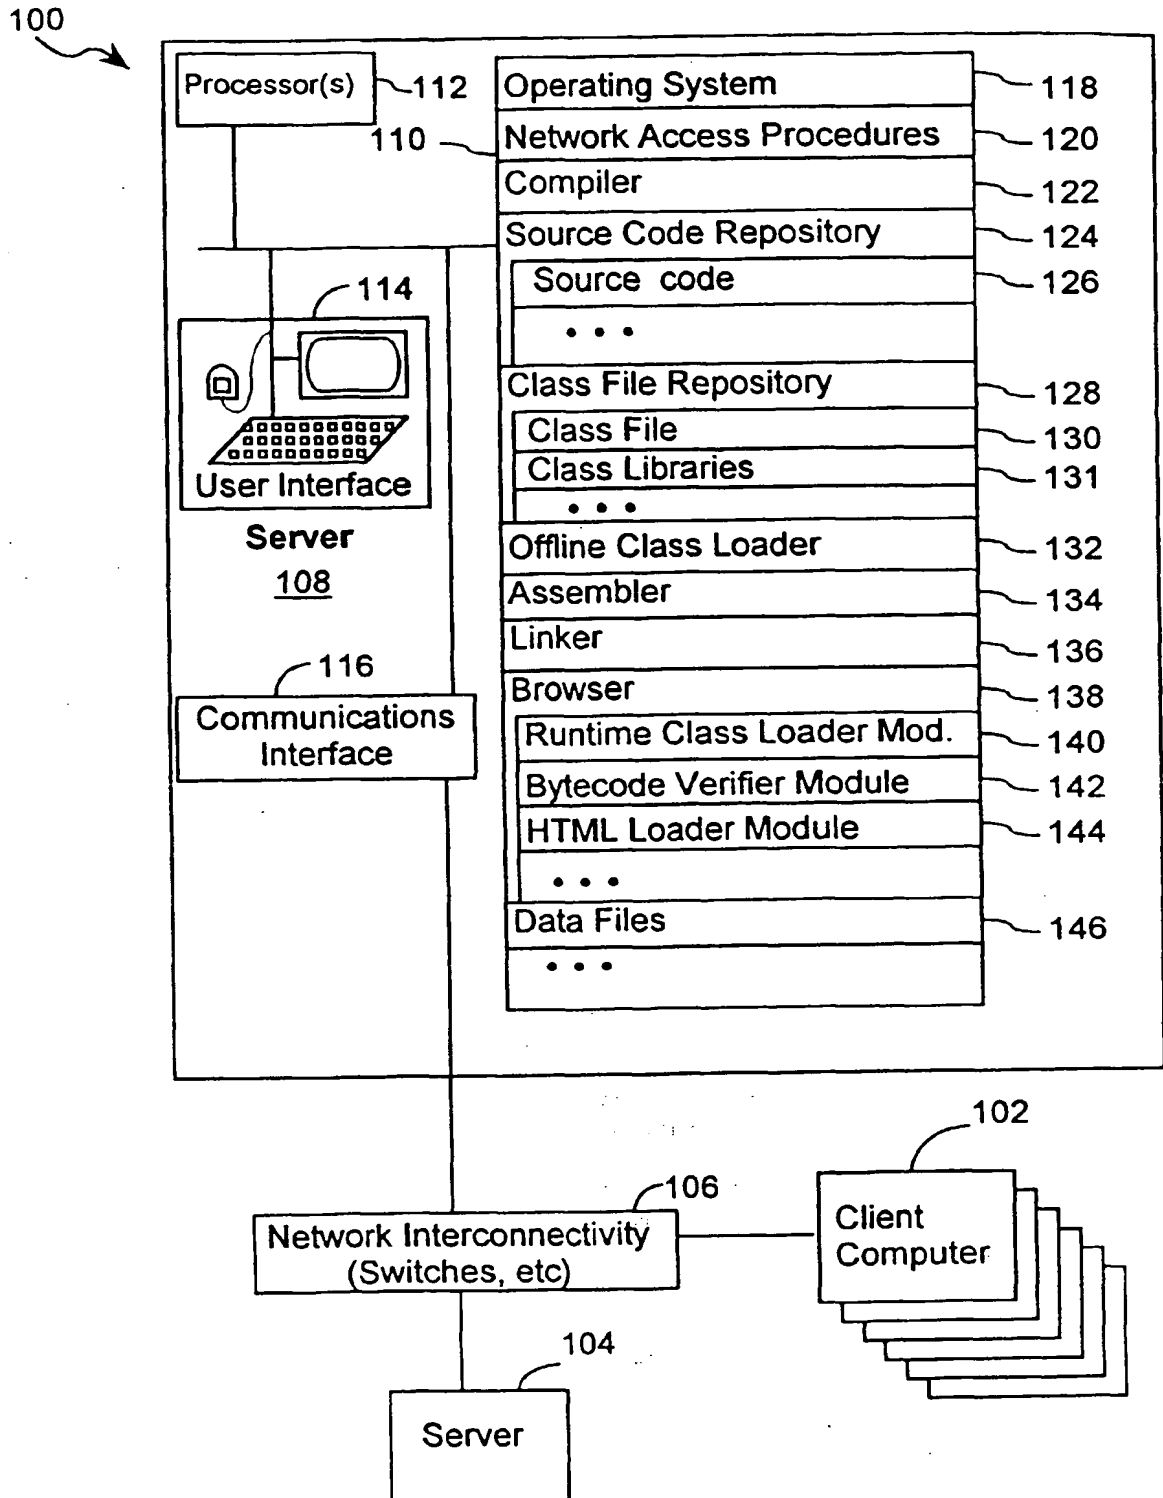 100
Processor(s)
112
110
Operating System
118
Network Access Procedures
120
Compiler
122
Source Code Repository
124
Source code
126
• • •
Class File Repository
128
Class File
130
Class Libraries
131
• • •
Offline Class Loader
132
Assembler
134
Linker
136
Browser
138
Runtime Class Loader Mod.
140
Bytecode Verifier Module
142
HTML Loader Module
144
• • •
Data Files
146
• • •
114
User Interface
Server
108
116
Communications
Interface
106
Network Interconnectivity
(Switches, etc)
102
Client
Computer
104
Server